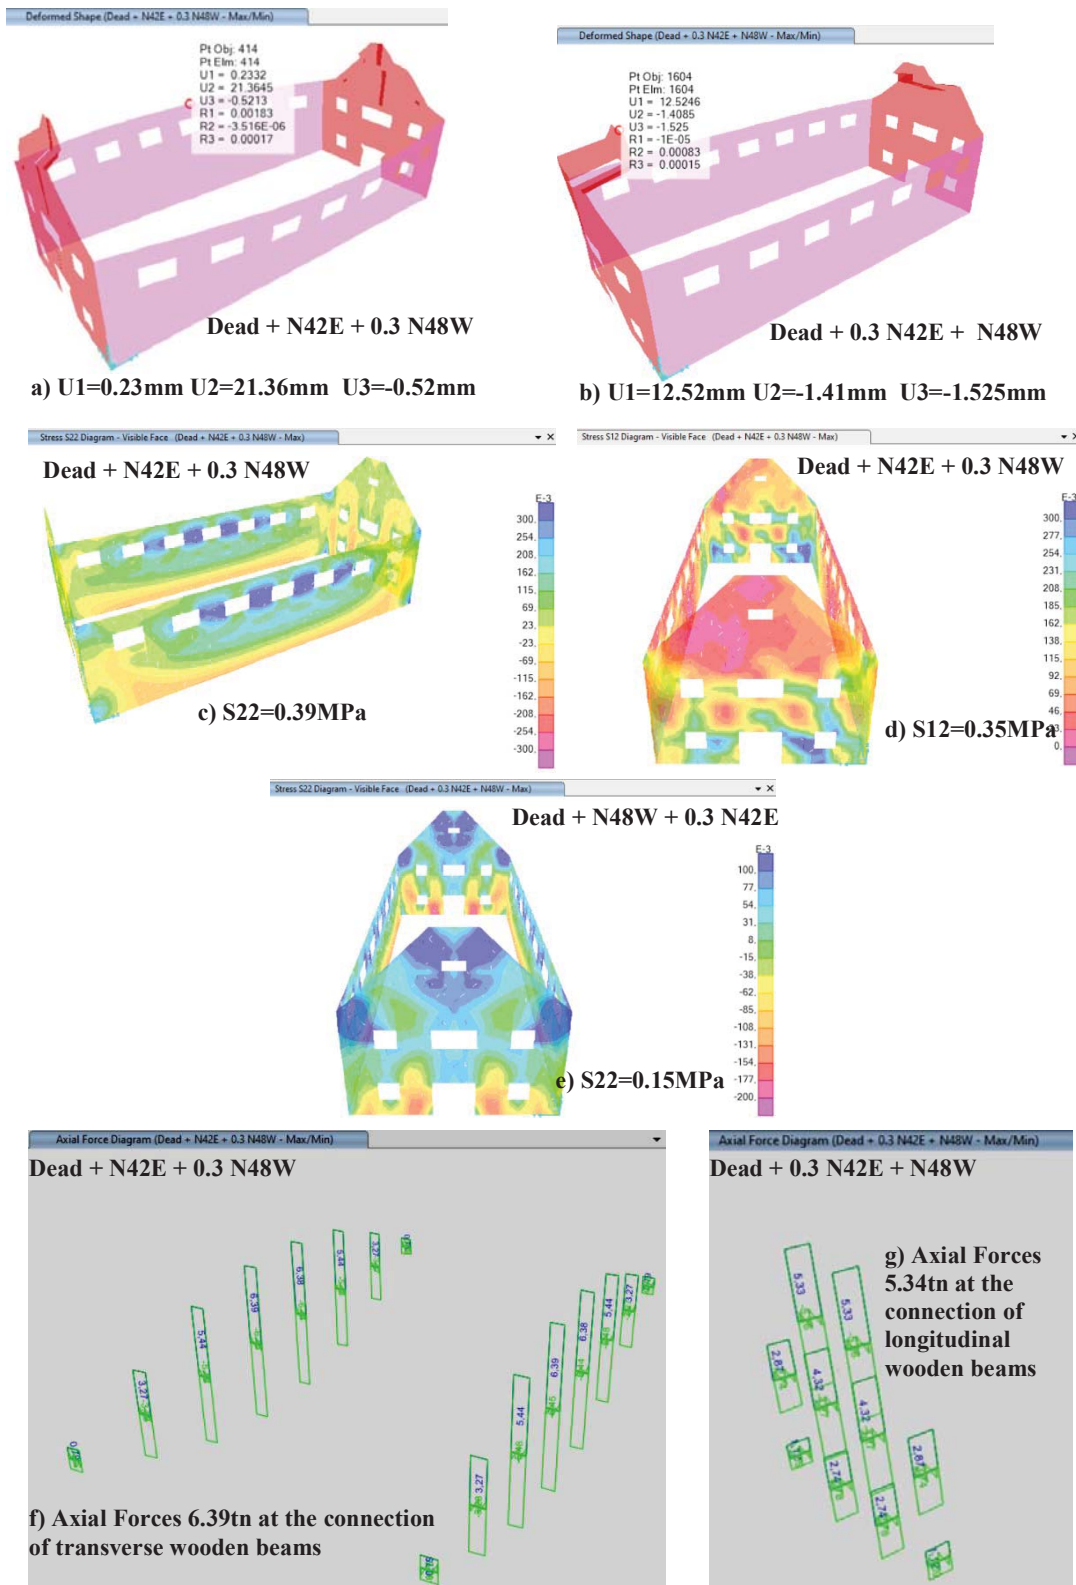 Deformed Shape (Dead + N42E + 0.3 N48W - Max/Min)
Pt Obj: 414
Pt Elm: 414
U1 = 0.2332
U2 = 21.3645
U3 = -0.5213
R1 = 0.00183
R2 = -3.516E-06
R3 = 0.00017
Dead + N42E + 0.3 N48W
a) U1=0.23mm U2=21.36mm U3=-0.52mm
Deformed Shape (Dead + 0.3 N42E + N48W - Max/Min)
Pt Obj: 1604
Pt Elm: 1604
U1 = 12.5246
U2 = -1.4085
U3 = -1.525
R1 = -1E-05
R2 = 0.00083
R3 = 0.00015
Dead + 0.3 N42E + N48W
b) U1=12.52mm U2=-1.41mm U3=-1.525mm
Stress S22 Diagram - Visible Face (Dead + N42E + 0.3 N48W - Max)
Dead + N42E + 0.3 N48W
E-3
300,
254,
208,
162,
115,
69,
23,
-23,
-69,
-115,
-162,
-208,
-254,
-300,
c) S22=0.39MPa
Stress S12 Diagram - Visible Face (Dead + N42E + 0.3 N48W - Max)
Dead + N42E + 0.3 N48W
E-3
300,
277,
254,
231,
208,
185,
162,
138,
115,
92,
69,
46,
0,
d) S12=0.35MPa
Stress S22 Diagram - Visible Face (Dead + 0.3 N42E + N48W - Max)
Dead + N48W + 0.3 N42E
E-3
100,
77,
54,
31,
8,
-15,
-38,
-62,
-85,
-108,
-131,
-154,
-177,
-200,
e) S22=0.15MPa
Axial Force Diagram (Dead + N42E + 0.3 N48W - Max/Min)
Dead + N42E + 0.3 N48W
3,27
5,44
6,39
6,38
5,44
3,27
3,27
5,44
6,39
6,38
5,44
3,27
f) Axial Forces 6.39tn at the connection
of transverse wooden beams
Axial Force Diagram (Dead + 0.3 N42E + N48W - Max/Min)
Dead + 0.3 N42E + N48W
5,33
5,33
2,87
4,32
4,32
2,74
2,87
2,74
g) Axial Forces
5.34tn at the
connection of
longitudinal
wooden beams